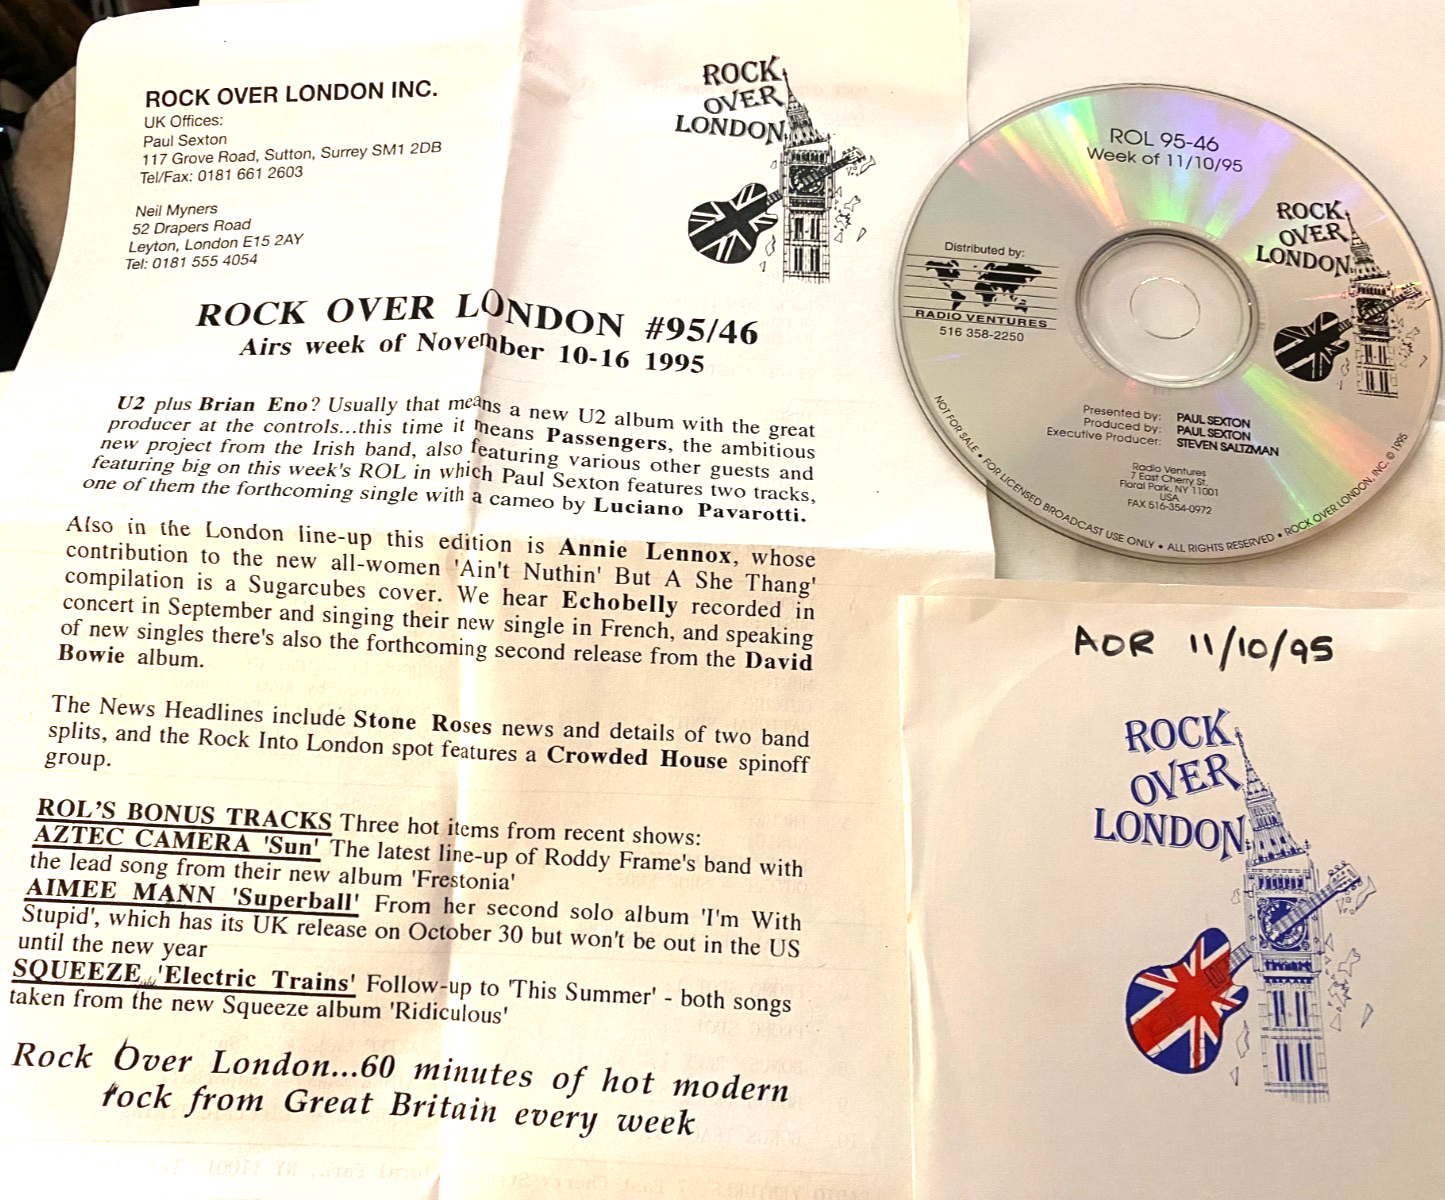 ROCK OVER LONDON INC.
UK Offices:
Paul Sexton
117 Grove Road, Sutton, Surrey SM1 2DB
Tel/Fax: 0181 661 2603
Neil Myners
52 Drapers Road
Leyton, London E15 2AY
Tel: 0181 555 4054
ROCK
OVER
LONDON
ROCK OVER LONDON #95/46
Airs week of November 10-16 1995
U2 plus Brian Eno? Usually that means a new U2 album with the great
producer at the controls...this time it means Passengers, the ambitious
new project from the Irish band, also featuring various other guests and
featuring big on this week's ROL in which Paul Sexton features two tracks,
one of them the forthcoming single with a cameo by Luciano Pavarotti.
Also in the London line-up this edition is Annie Lennox, whose
contribution to the new all-women 'Ain't Nuthin' But A She Thang'
compilation is a Sugarcubes cover. We hear Echobelly recorded in
concert in September and singing their new single in French, and speaking
of new singles there's also the forthcoming second release from the David
Bowie album.
The News Headlines include Stone Roses news and details of two band
splits, and the Rock Into London spot features a Crowded House spinoff
group.
ROL'S BONUS TRACKS Three hot items from recent shows:
AZTEC CAMERA 'Sun' The latest line-up of Roddy Frame's band with
the lead song from their new album 'Frestonia'
AIMEE MANN 'Superball' From her second solo album 'I'm With
Stupid', which has its UK release on October 30 but won't be out in the US
until the new year
SQUEEZE 'Electric Trains' Follow-up to 'This Summer' - both songs
taken from the new Squeeze album 'Ridiculous'
Rock Over London...60 minutes of hot modern
rock from Great Britain every week
ROL 95-46
Week of 11/10/95
Distributed by:
RADIO VENTURES
516 358-2250
ROCK
OVER
LONDON
Presented by: PAUL SEXTON
Produced by: PAUL SEXTON
Executive Producer: STEVEN SALTZMAN
Radio Ventures
7 East Cherry St.
Floral Park, NY 11001
USA
FAX 516-354-0972
NOT FOR SALE • FOR LICENSED BROADCAST USE ONLY • ALL RIGHTS RESERVED • ROCK OVER LONDON, INC. © 1995
AOR 11/10/95
ROCK
OVER
LONDON